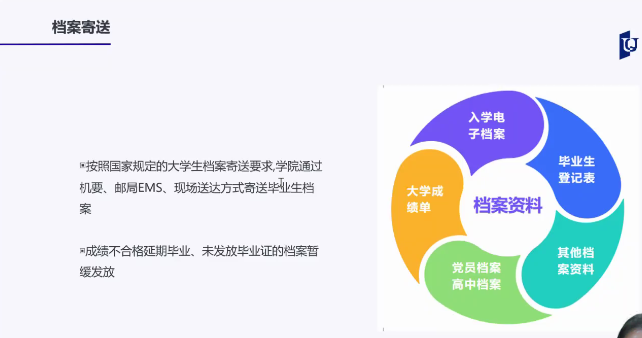 档案寄送
▣按照国家规定的大学生档案寄送要求,学院通过
机要、邮局EMS、现场送达方式寄送毕业生档
案
▣成绩不合格延期毕业、未发放毕业证的档案暂
缓发放
入学电
子档案
毕业生
登记表
大学成
绩单
档案资料
其他档
案资料
党员档案
高中档案